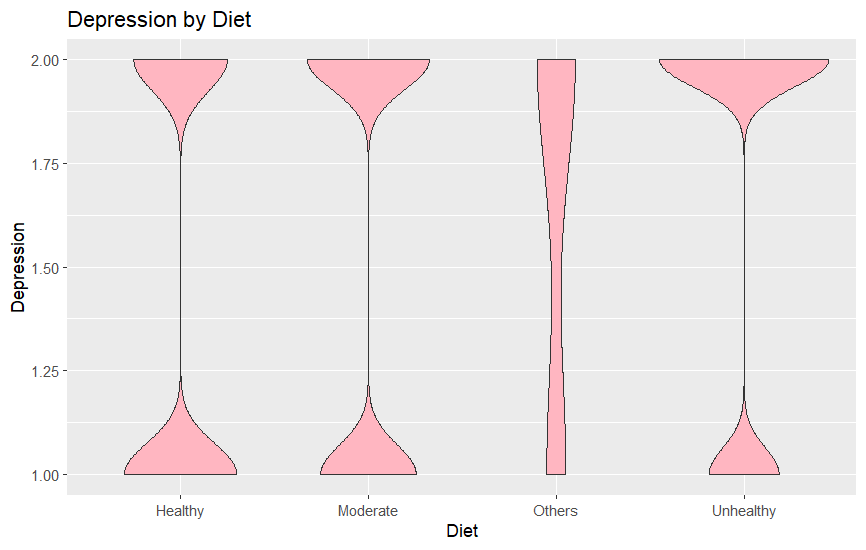 Depression by Diet
Depression
2.00
1.75
1.50
1.25
1.00
Healthy Moderate Others Unhealthy
Diet